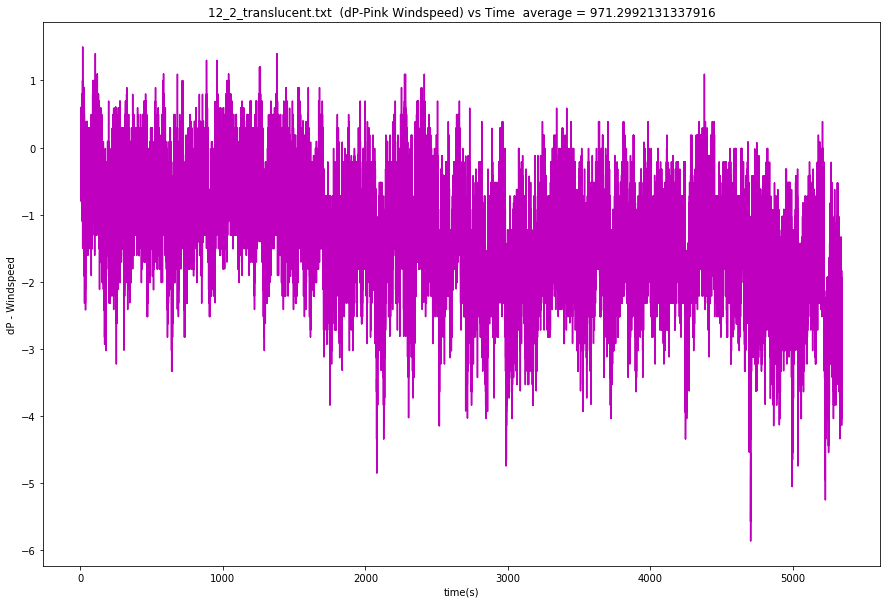 12_2_translucent.txt  (dP-Pink Windspeed) vs Time  average = 971.2992131337916
1
0
−1
−2
−3
−4
−5
−6
dP - Windspeed
0 1000 2000 3000 4000 5000
time(s)